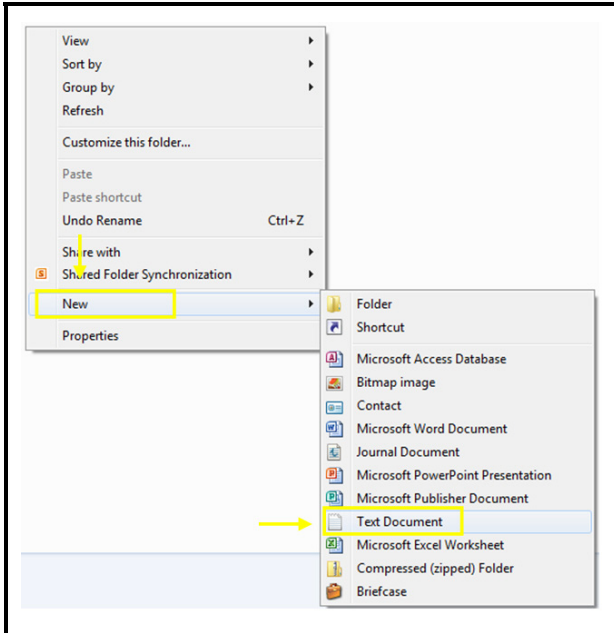 View
Sort by
Group by
Refresh
Customize this folder...
Paste
Paste shortcut
Undo Rename Ctrl+Z
Share with
S Shared Folder Synchronization
New
Properties
Folder
Shortcut
Microsoft Access Database
Bitmap image
Contact
Microsoft Word Document
Journal Document
Microsoft PowerPoint Presentation
Microsoft Publisher Document
Text Document
Microsoft Excel Worksheet
Compressed (zipped) Folder
Briefcase